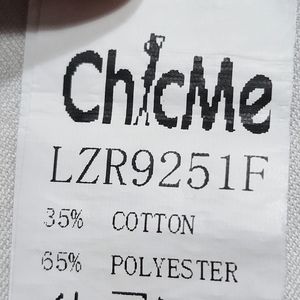 ChicMe
LZR9251F
35% COTTON
65% POLYESTER